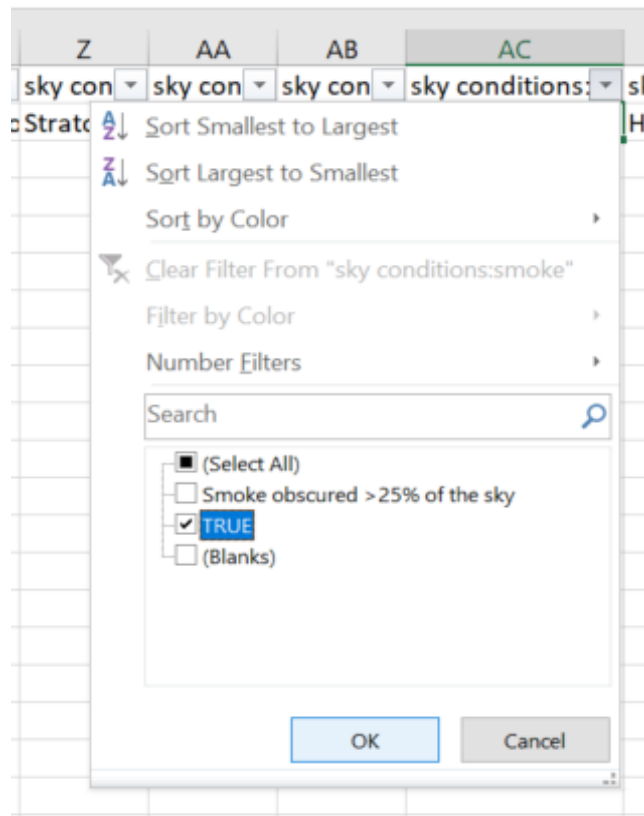 Z AA AB AC
sky con sky con sky con sky conditions:
Strato
Sort Smallest to Largest
Sort Largest to Smallest
Sort by Color
Clear Filter From "sky conditions:smoke"
Filter by Color
Number Filters
Search
(Select All)
Smoke obscured >25% of the sky
TRUE
(Blanks)
OK Cancel